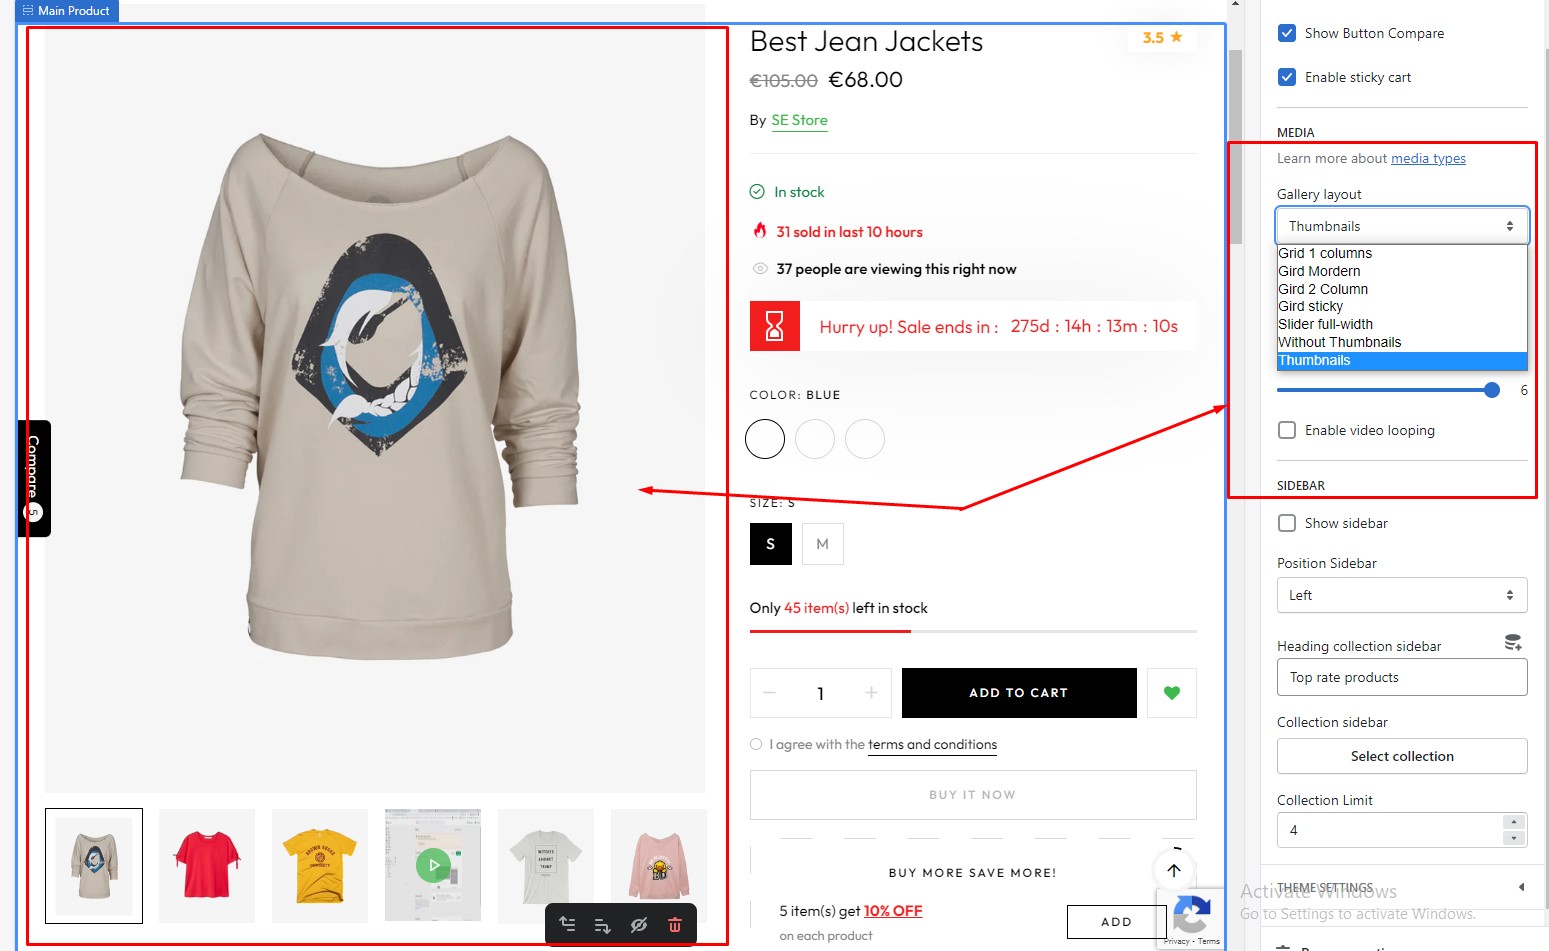 Main Product
Best Jean Jackets
3.5
€105.00 €68.00
By SE Store
In stock
31 sold in last 10 hours
37 people are viewing this right now
Hurry up! Sale ends in : 275d : 14h : 13m : 10s
COLOR: BLUE
SIZE: S
S
M
Only 45 item(s) left in stock
1
ADD TO CART
I agree with the terms and conditions
BUY IT NOW
BUY MORE SAVE MORE!
5 item(s) get 10% OFF
on each product
ADD
Privacy - Terms
Compare 5
Show Button Compare
Enable sticky cart
MEDIA
Learn more about media types
Gallery layout
Thumbnails
Grid 1 columns
Gird Mordern
Gird 2 Column
Gird sticky
Slider full-width
Without Thumbnails
Thumbnails
6
Enable video looping
SIDEBAR
Show sidebar
Position Sidebar
Left
Heading collection sidebar
Top rate products
Collection sidebar
Select collection
Collection Limit
4
THEME SETTINGS
Activate Windows
Go to Settings to activate Windows.